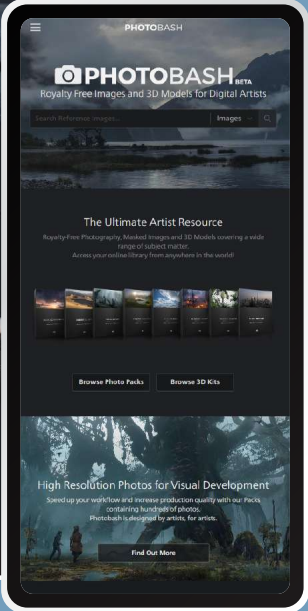 PHOTOBASH
PHOTOBASH BETA
Royalty Free Images and 3D Models for Digital Artists
Search Reference Images...
Images
The Ultimate Artist Resource
Royalty-Free Photography, Masked Images and 3D Models covering a wide
range of subject matter.
Access your online library from anywhere in the world!
Browse Photo Packs
Browse 3D Kits
High Resolution Photos for Visual Development
Speed up your workflow and increase production quality with our Packs
containing hundreds of photos.
Photobash is designed by artists, for artists.
Find Out More